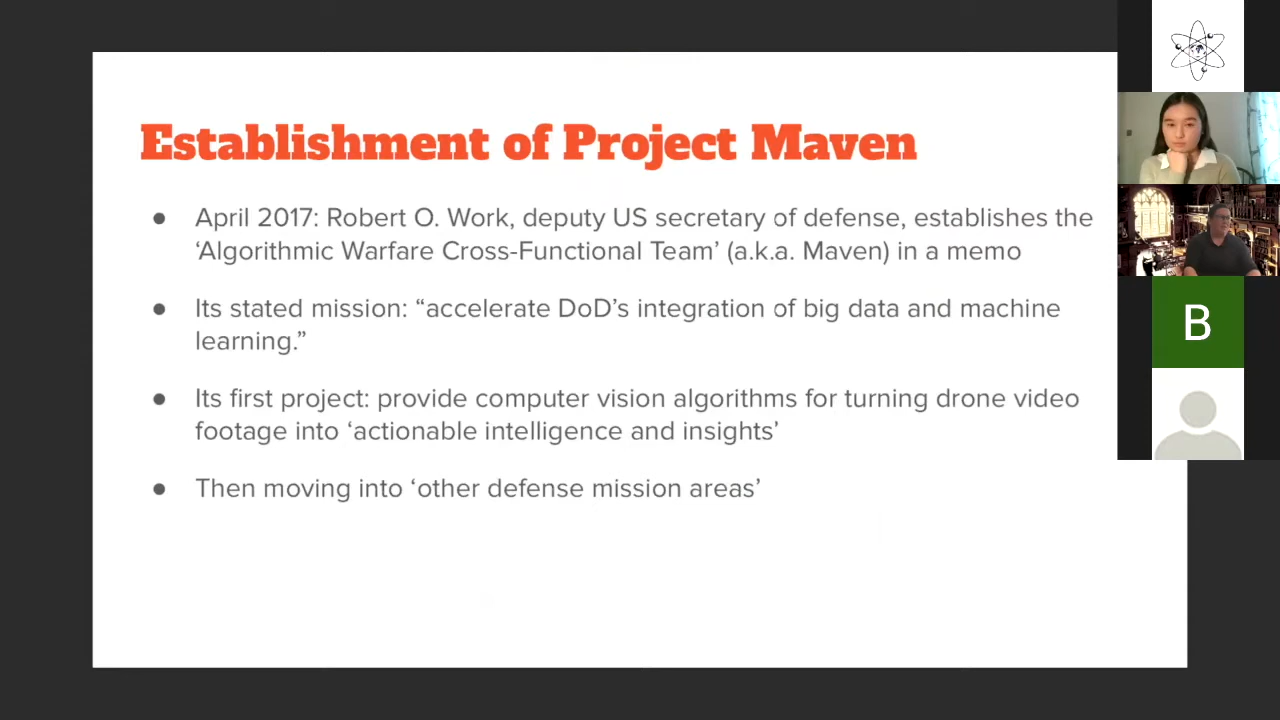 Establishment of Project Maven
● April 2017: Robert O. Work, deputy US secretary of defense, establishes the
‘Algorithmic Warfare Cross-Functional Team’ (a.k.a. Maven) in a memo
● Its stated mission: “accelerate DoD’s integration of big data and machine
learning.”
● Its first project: provide computer vision algorithms for turning drone video
footage into ‘actionable intelligence and insights’
● Then moving into ‘other defense mission areas’
B